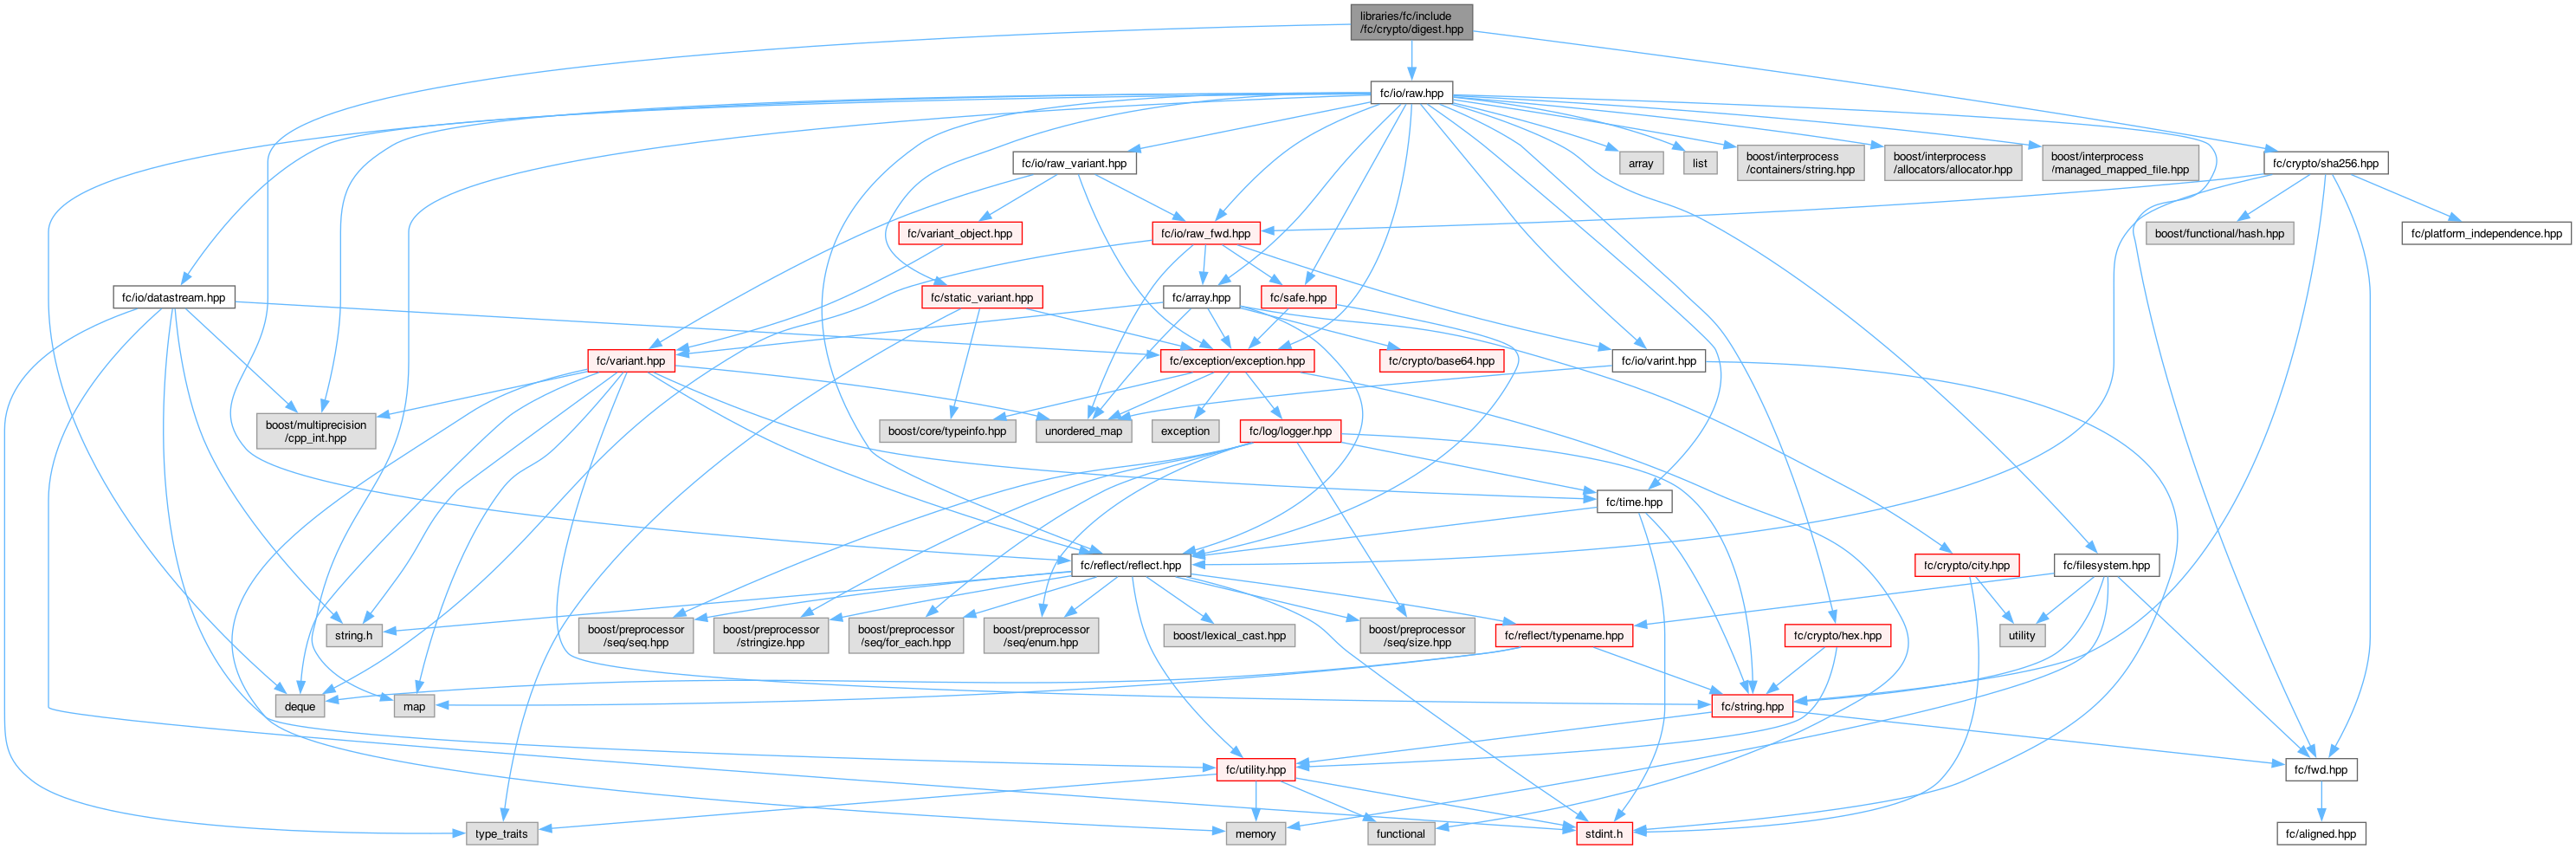 libraries/fc/include
/fc/crypto/digest.hpp
fc/io/raw.hpp
fc/io/raw_variant.hpp
array
list
boost/interprocess
/containers/string.hpp
boost/interprocess
/allocators/allocator.hpp
boost/interprocess
/managed_mapped_file.hpp
fc/crypto/sha256.hpp
fc/variant_object.hpp
fc/io/raw_fwd.hpp
boost/functional/hash.hpp
fc/platform_independence.hpp
fc/io/datastream.hpp
fc/static_variant.hpp
fc/array.hpp
fc/safe.hpp
fc/variant.hpp
fc/exception/exception.hpp
fc/crypto/base64.hpp
fc/io/varint.hpp
boost/multiprecision
/cpp_int.hpp
boost/core/typeinfo.hpp
unordered_map
exception
fc/log/logger.hpp
fc/time.hpp
fc/reflect/reflect.hpp
fc/crypto/city.hpp
fc/filesystem.hpp
string.h
boost/preprocessor
/seq/seq.hpp
boost/preprocessor
/stringize.hpp
boost/preprocessor
/seq/for_each.hpp
boost/preprocessor
/seq/enum.hpp
boost/lexical_cast.hpp
boost/preprocessor
/seq/size.hpp
fc/reflect/typename.hpp
fc/crypto/hex.hpp
utility
deque
map
fc/string.hpp
fc/utility.hpp
fc/fwd.hpp
type_traits
memory
functional
stdint.h
fc/aligned.hpp